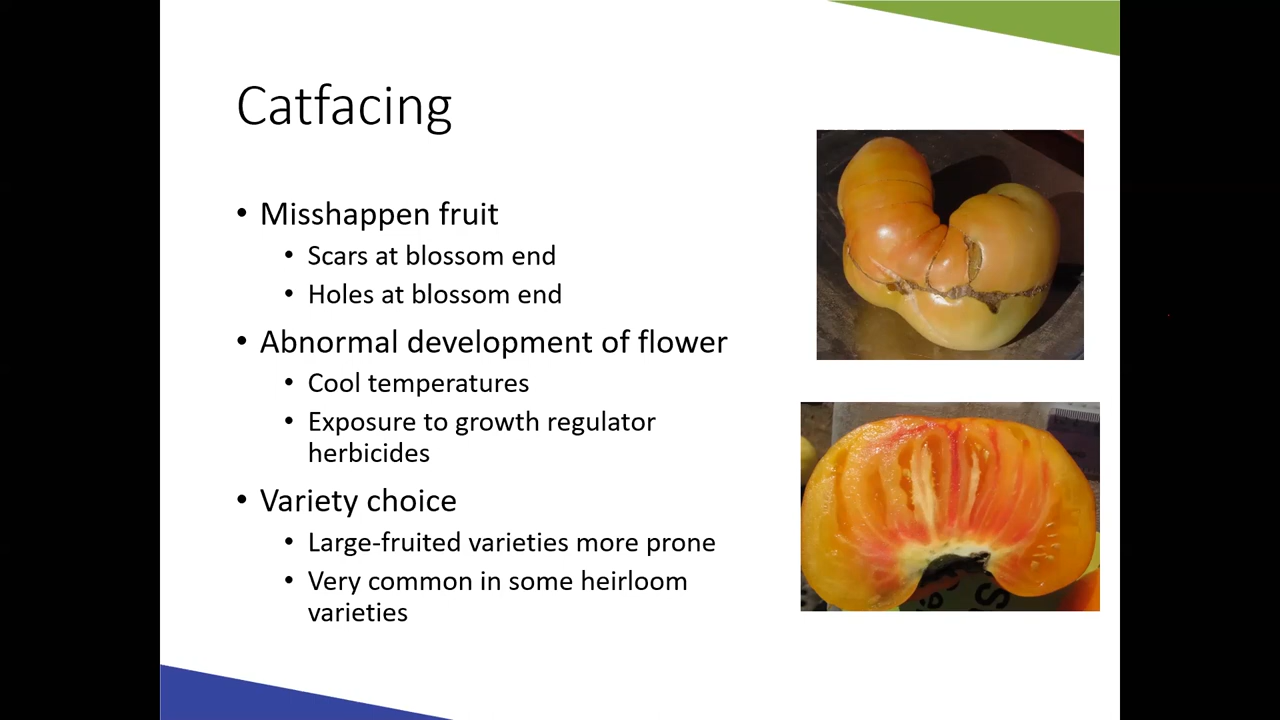 Catfacing
• Misshappen fruit
• Scars at blossom end
• Holes at blossom end
• Abnormal development of flower
• Cool temperatures
• Exposure to growth regulator
herbicides
• Variety choice
• Large-fruited varieties more prone
• Very common in some heirloom
varieties